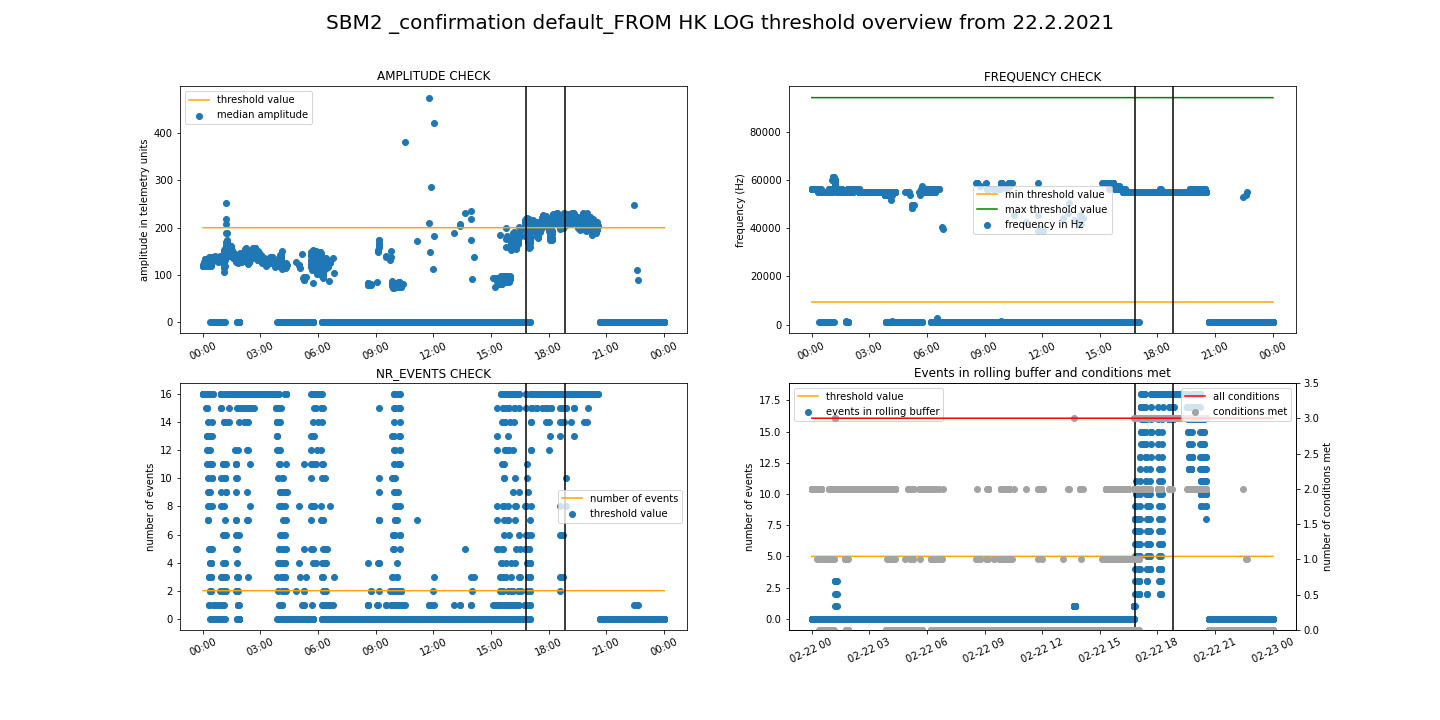 SBM2 _confirmation default_FROM HK LOG threshold overview from 22.2.2021
AMPLITUDE CHECK
threshold value
median amplitude
amplitude in telemetry units
400
300
200
100
0
00:00 03:00 06:00 09:00 12:00 15:00 18:00 21:00 00:00
FREQUENCY CHECK
min threshold value
max threshold value
frequency in Hz
frequency (Hz)
80000
60000
40000
20000
0
00:00 03:00 06:00 09:00 12:00 15:00 18:00 21:00 00:00
NR_EVENTS CHECK
number of events
threshold value
number of events
16
14
12
10
8
6
4
2
0
00:00 03:00 06:00 09:00 12:00 15:00 18:00 21:00 00:00
Events in rolling buffer and conditions met
threshold value
events in rolling buffer
all conditions
conditions met
number of events
17.5
15.0
12.5
10.0
7.5
5.0
2.5
0.0
3.5
3.0
2.5
2.0
1.5
1.0
0.5
0.0
number of conditions met
02-22 00 02-22 03 02-22 06 02-22 09 02-22 12 02-22 15 02-22 18 02-22 21 02-23 00